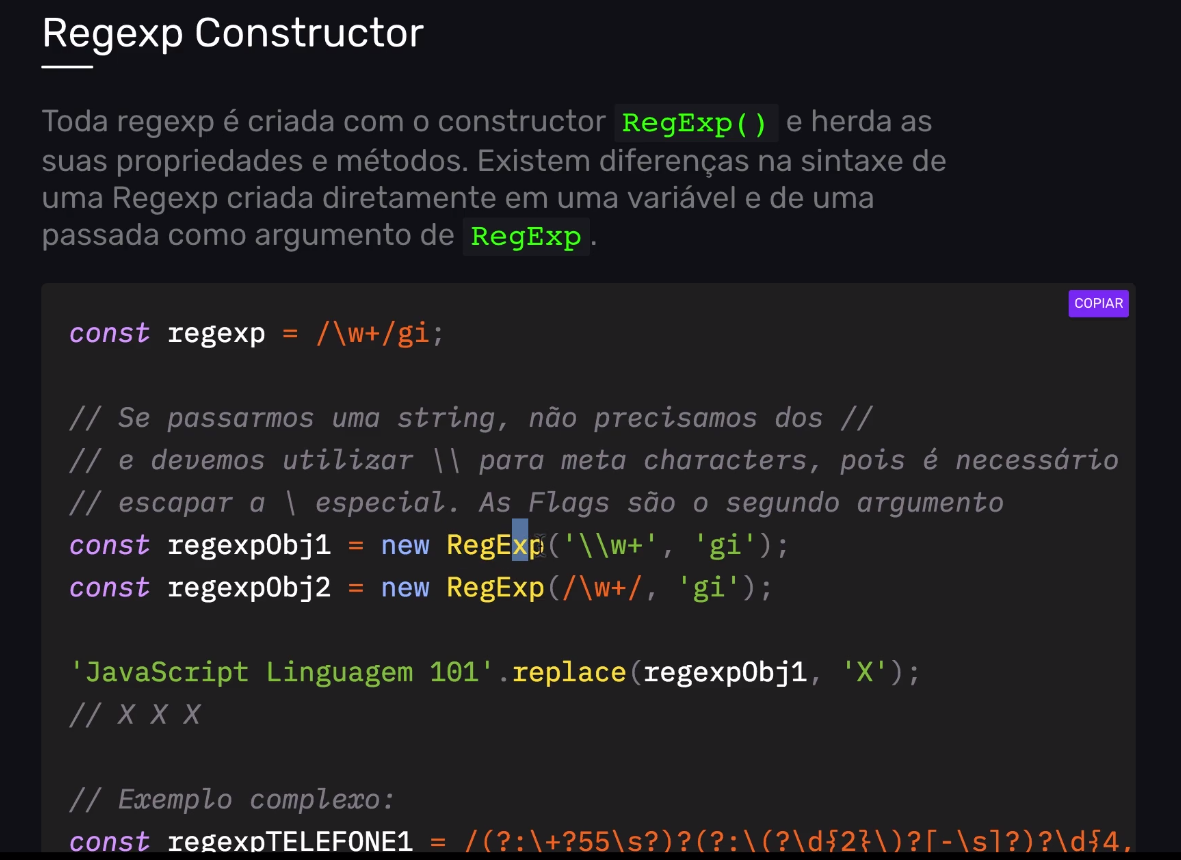 Regexp Constructor
Toda regexp é criada com o constructor RegExp() e herda as
suas propriedades e métodos. Existem diferenças na sintaxe de
uma Regexp criada diretamente em uma variável e de uma
passada como argumento de RegExp.
COPIAR
const regexp = /\w+/gi;
// Se passarmos uma string, não precisamos dos //
// e devemos utilizar \\ para meta characters, pois é necessário
// escapar a \ especial. As Flags são o segundo argumento
const regexpObj1 = new RegExp('\\w+', 'gi');
const regexpObj2 = new RegExp(/\w+/, 'gi');
'JavaScript Linguagem 101'.replace(regexpObj1, 'X');
// X X X
// Exemplo complexo:
const regexpTELEFONE1 = /(?:\+?55\s?)?(?:\(?\d{2}\)?[-\s]?)?\d{4,